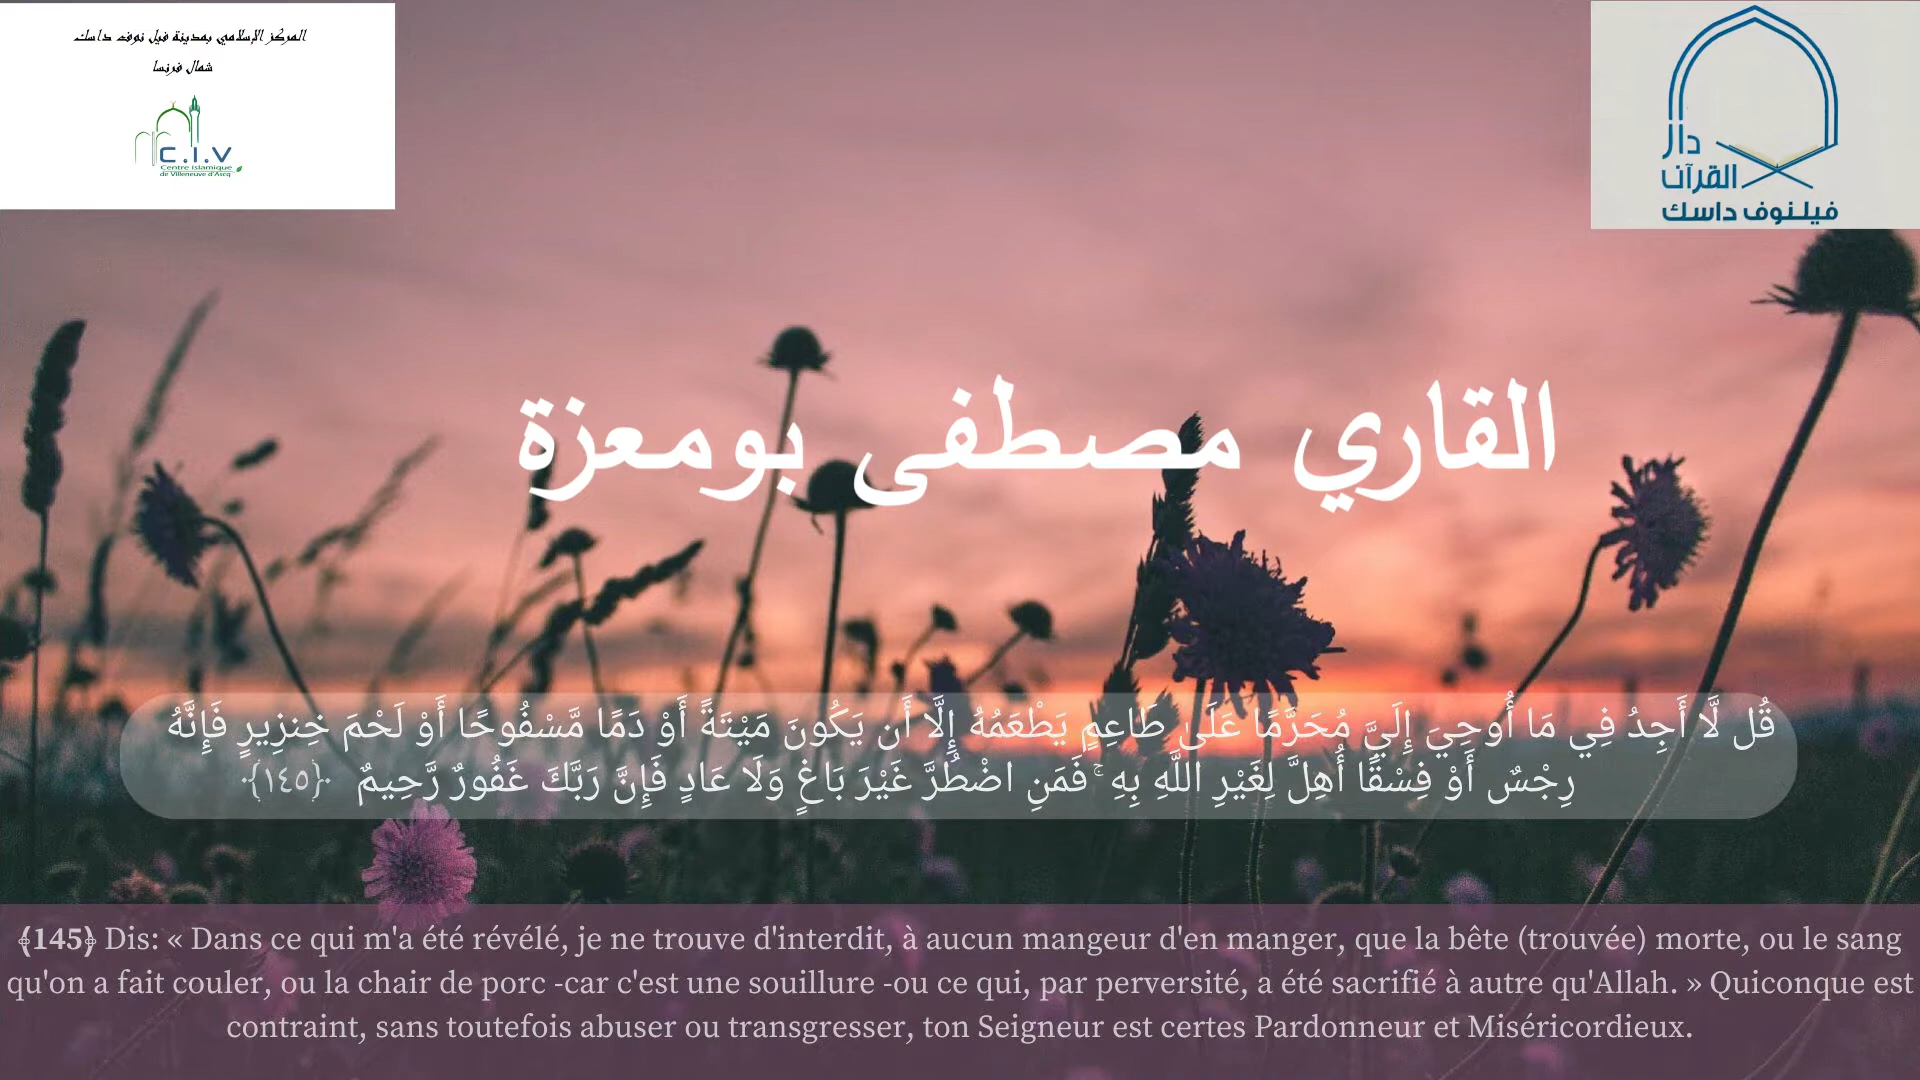 المركز الإسلامي بمدينة فيل نوف داسك
شمال فرنسا
C.I.V
Centre Islamique
de Villeneuve d'Ascq
دار
القرآن
فيلنوف داسك
القاري مصطفى بومعزة
قُل لَّا أَجِدُ فِي مَا أُوحِيَ إِلَيَّ مُحَرَّمًا عَلَىٰ طَاعِمٍ يَطْعَمُهُ إِلَّا أَن يَكُونَ مَيْتَةً أَوْ دَمًا مَّسْفُوحًا أَوْ لَحْمَ خِنزِيرٍ فَإِنَّهُ
رِجْسٌ أَوْ فِسْقًا أُهِلَّ لِغَيْرِ اللَّهِ بِهِ ۚ فَمَنِ اضْطُرَّ غَيْرَ بَاغٍ وَلَا عَادٍ فَإِنَّ رَبَّكَ غَفُورٌ رَّحِيمٌ ﴿١٤٥﴾
﴾145﴿ Dis: « Dans ce qui m'a été révélé, je ne trouve d'interdit, à aucun mangeur d'en manger, que la bête (trouvée) morte, ou le sang
qu'on a fait couler, ou la chair de porc -car c'est une souillure -ou ce qui, par perversité, a été sacrifié à autre qu'Allah. » Quiconque est
contraint, sans toutefois abuser ou transgresser, ton Seigneur est certes Pardonneur et Miséricordieux.